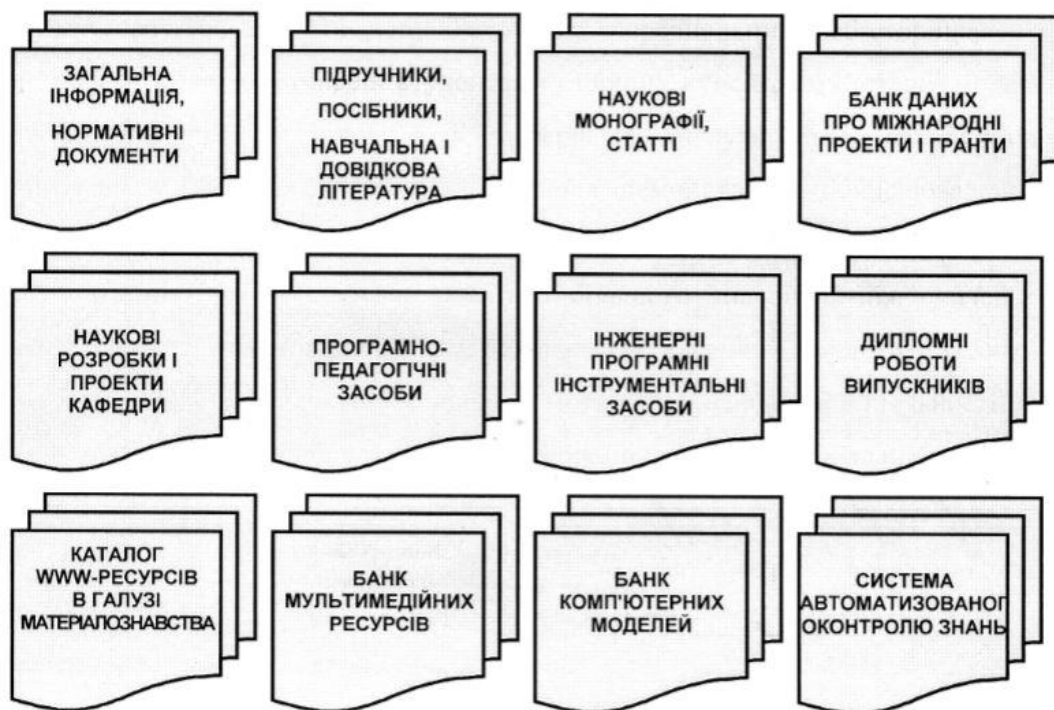 ЗАГАЛЬНА
ІНФОРМАЦІЯ,
НОРМАТИВНІ
ДОКУМЕНТИ
ПІДРУЧНИКИ,
ПОСІБНИКИ,
НАВЧАЛЬНА І
ДОВІДКОВА
ЛІТЕРАТУРА
НАУКОВІ
МОНОГРАФІЇ,
СТАТТІ
БАНК ДАНИХ
ПРО МІЖНАРОДНІ
ПРОЕКТИ І ГРАНТИ
НАУКОВІ
РОЗРОБКИ І
ПРОЕКТИ
КАФЕДРИ
ПРОГРАМНО-
ПЕДАГОГІЧНІ
ЗАСОБИ
ІНЖЕНЕРНІ
ПРОГРАМНІ
ІНСТРУМЕНТАЛЬНІ
ЗАСОБИ
ДИПЛОМНІ
РОБОТИ
ВИПУСКНИКІВ
КАТАЛОГ
WWW-РЕСУРСІВ
В ГАЛУЗІ
МАТЕРІАЛОЗНАВСТВА
БАНК
МУЛЬТИМЕДІЙНИХ
РЕСУРСІВ
БАНК
КОМП'ЮТЕРНИХ
МОДЕЛЕЙ
СИСТЕМА
АВТОМАТИЗОВАНОГ
ОКОНТРОЛЮ ЗНАНЬ